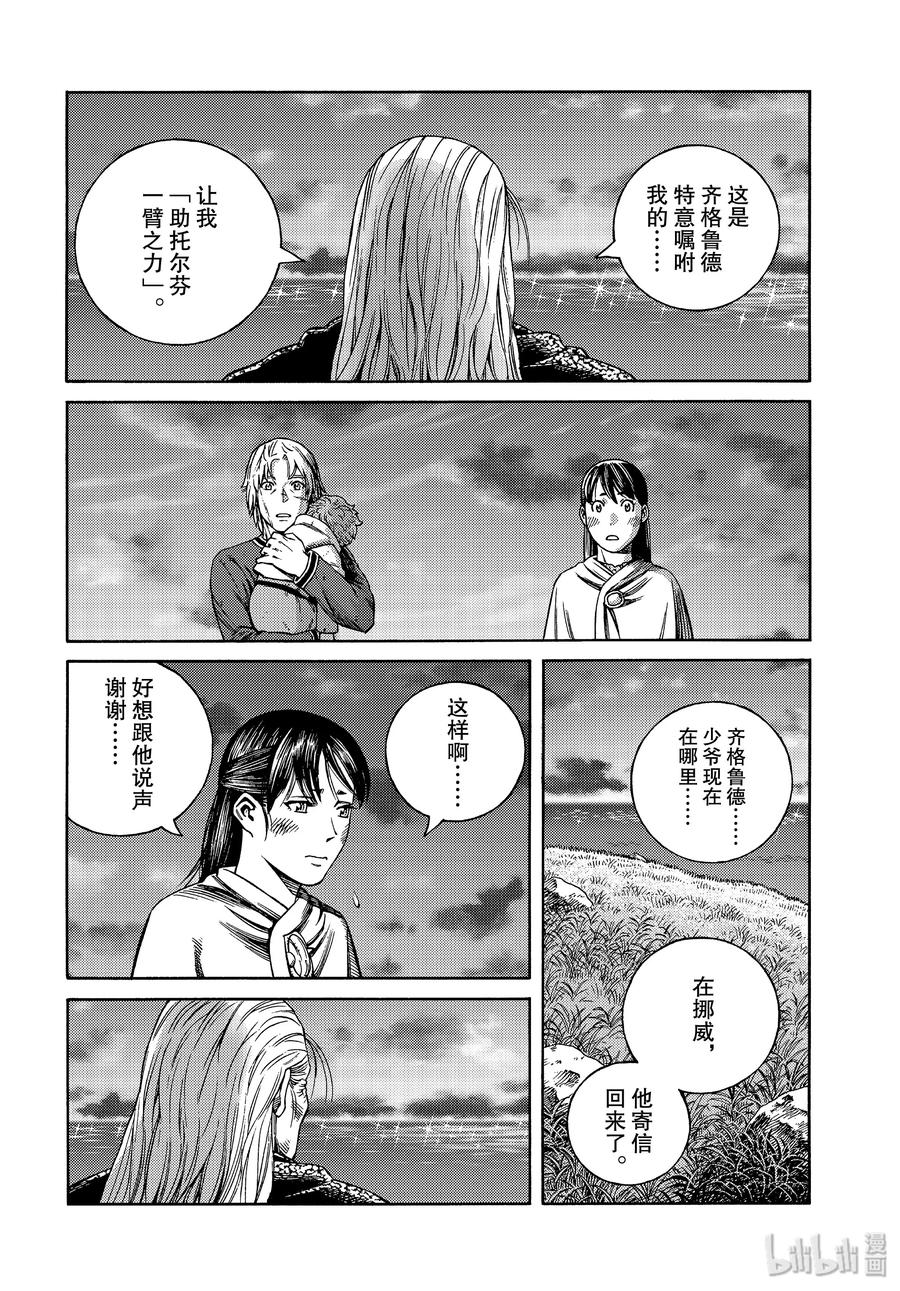 这是
齐格鲁德
特意嘱咐
我的……
让我
「助托尔芬
一臂之力」。
齐格鲁德……
少爷现在
在哪里……
在挪威，
他寄信
回来了。
这样啊……
好想跟他说声
谢谢……
bilibili漫画